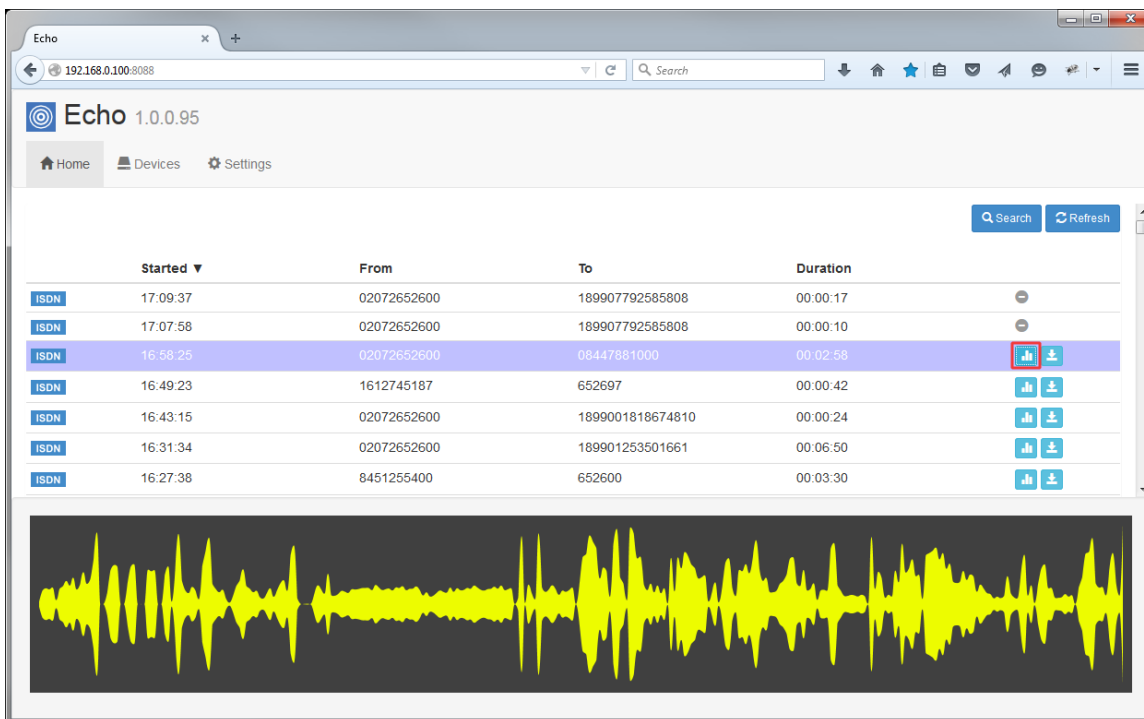 Echo
192.168.0.100:8088
Search
Echo 1.0.0.95
Home Devices Settings
Search Refresh
Started ▼ From To Duration
ISDN 17:09:37 02072652600 189907792585808 00:00:17
ISDN 17:07:58 02072652600 189907792585808 00:00:10
ISDN 16:58:25 02072652600 08447881000 00:02:58
ISDN 16:49:23 1612745187 652697 00:00:42
ISDN 16:43:15 02072652600 1899001818674810 00:00:24
ISDN 16:31:34 02072652600 189901253501661 00:06:50
ISDN 16:27:38 8451255400 652600 00:03:30